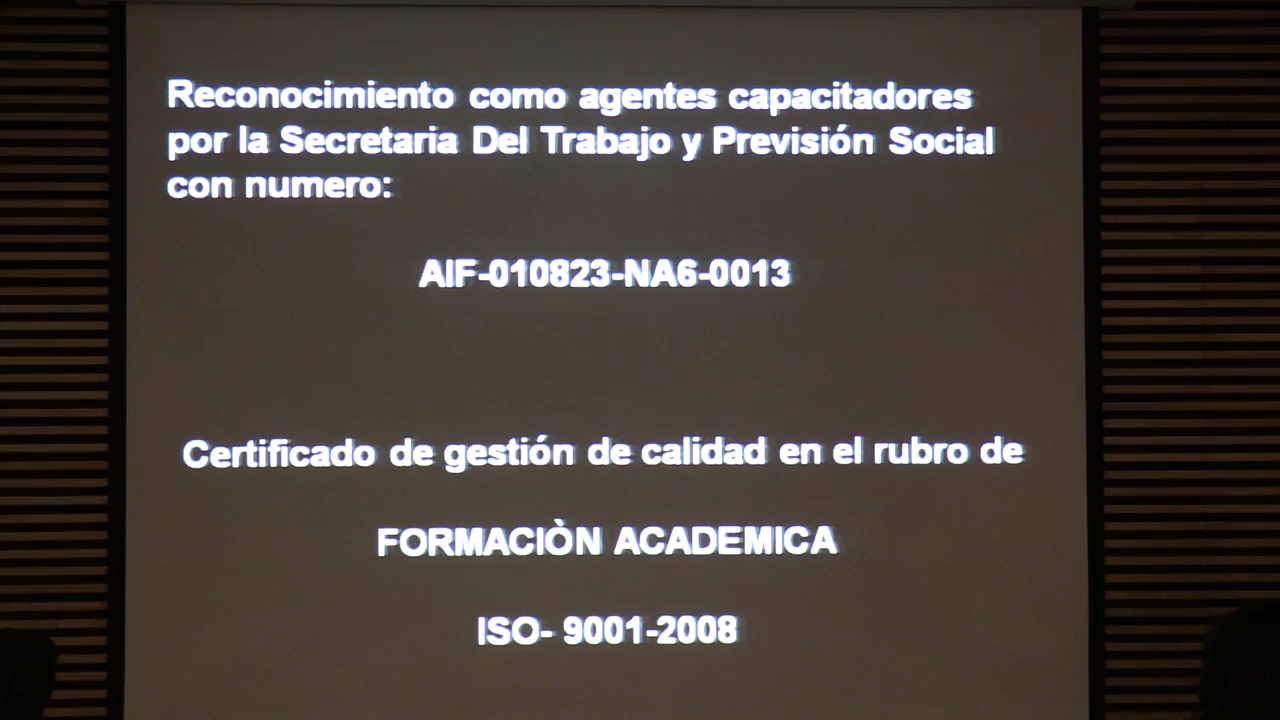 Reconocimiento como agentes capacitadores
por la Secretaria Del Trabajo y Previsión Social
con numero:
AIF-010823-NA6-0013
Certificado de gestión de calidad en el rubro de
FORMACIÒN ACADEMICA
ISO- 9001-2008